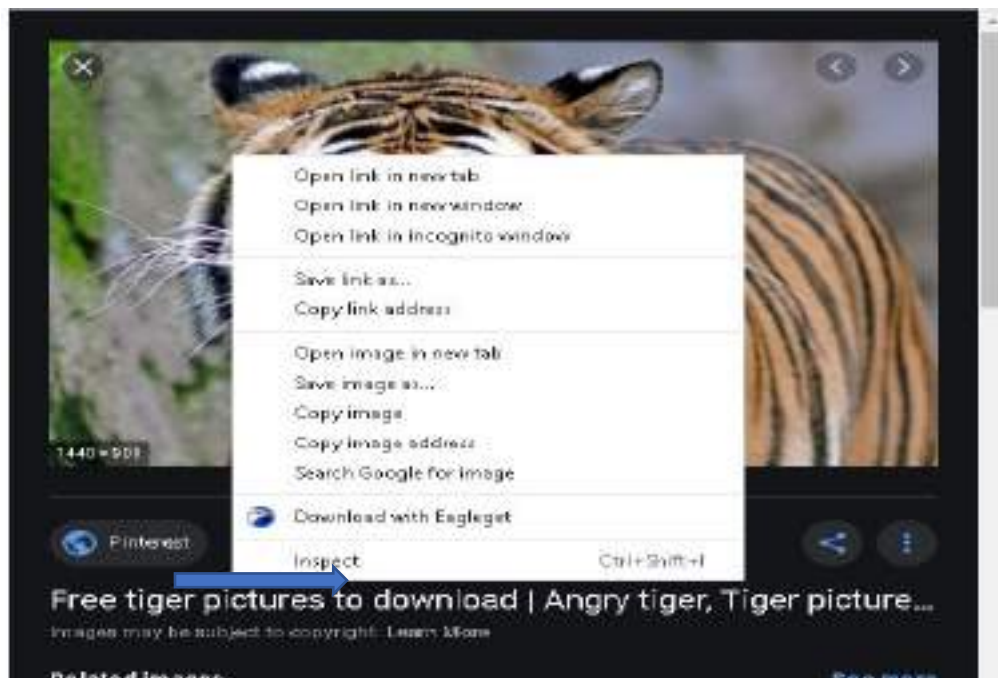 Open link in new tab
Open link in new window
Open link in incognito window
Save link as...
Copy link address
Open image in new tab
Save image as...
Copy image
Copy image address
Search Google for image
1440 × 900
Download with Eagleget
Pinterest
Inspect Ctrl+Shift+I
Free tiger pictures to download | Angry tiger, Tiger picture...
Images may be subject to copyright. Learn More
Related images
See more